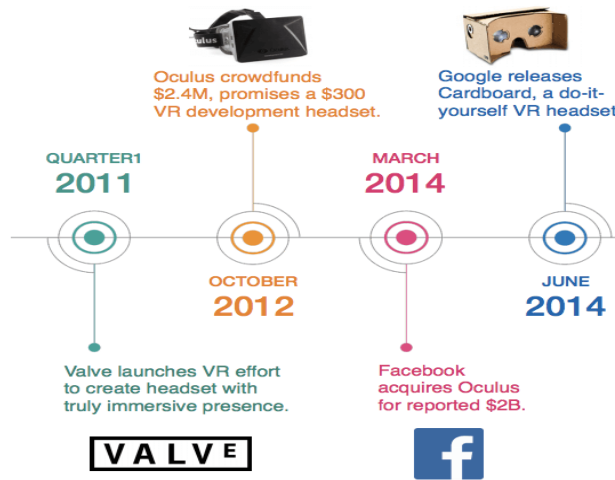 ulus
Oculus crowdfunds
$2.4M, promises a $300
VR development headset.
Google releases
Cardboard, a do-it-
yourself VR headset
QUARTER1
2011
MARCH
2014
OCTOBER
2012
JUNE
2014
Valve launches VR effort
to create headset with
truly immersive presence.
Facebook
acquires Oculus
for reported $2B.
VALVE
f